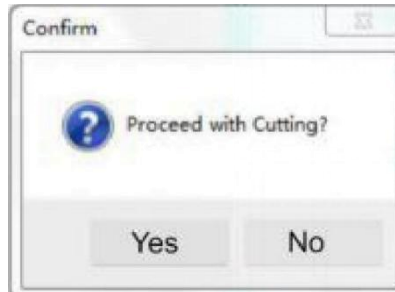 Confirm
Proceed with Cutting?
Yes
No